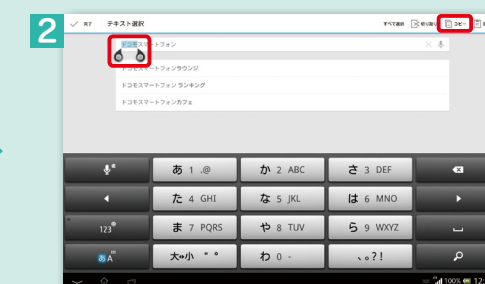 2
完了 テキスト選択 すべて選択 切り取り コピー
ドコモスマートフォン
ドコモスマートフォンラウンジ
ドコモスマートフォン ランキング
ドコモスマートフォンカフェ
あ 1 .@ か 2 ABC さ 3 DEF
た 4 GHI な 5 JKL は 6 MNO
123 ま 7 PQRS や 8 TUV ら 9 WXYZ
あA 大⇔小 ゛゜ わ 0 - 、。?!
100% 12: